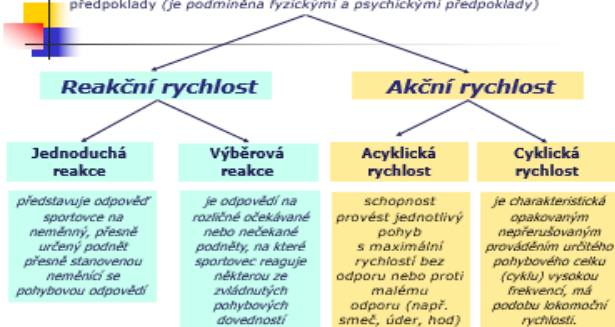 předpoklady (je podmíněna fyzickými a psychickými předpoklady)
Reakční rychlost
Akční rychlost
Jednoduchá
reakce
Výběrová
reakce
Acyklická
rychlost
Cyklická
rychlost
představuje odpověď
sportovce na
neměnný, přesně
určený podnět
přesně stanovenou
neměnící se
pohybovou odpovědí
je odpovědí na
rozličné očekávané
nebo nečekané
podněty, na které
sportovec reaguje
některou ze
zvládnutých
pohybových
dovedností
schopnost
provést jednotlivý
pohyb
s maximální
rychlostí bez
odporu nebo proti
malému
odporu (např.
smeč, úder, hod)
je charakteristická
opakovaným
nepřerušovaným
prováděním určitého
pohybového celku
(cyklu) vysokou
frekvencí, má
podobu lokomoční
rychlosti.